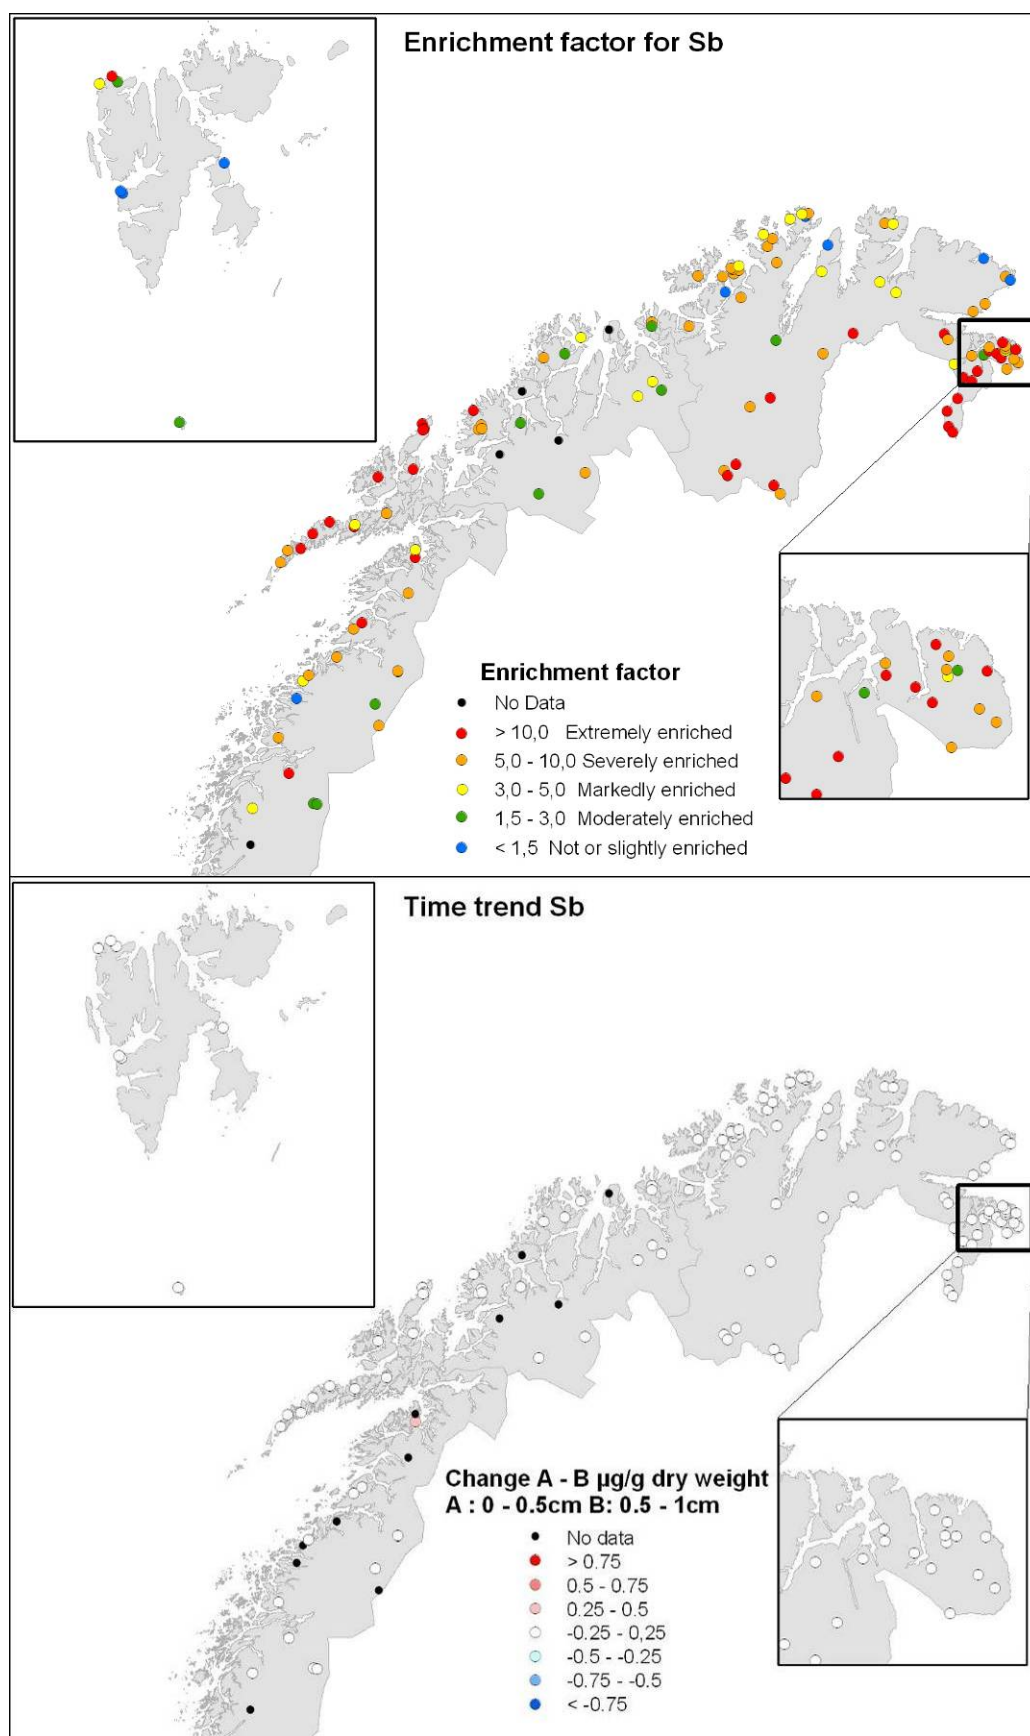 Enrichment factor for Sb
Enrichment factor
No Data
> 10,0 Extremely enriched
5,0 - 10,0 Severely enriched
3,0 - 5,0 Markedly enriched
1,5 - 3,0 Moderately enriched
< 1,5 Not or slightly enriched
Time trend Sb
Change A - B µg/g dry weight
A : 0 - 0.5cm B: 0.5 - 1cm
No data
> 0.75
0.5 - 0.75
0.25 - 0.5
-0.25 - 0,25
-0.5 - -0.25
-0.75 - -0.5
< -0.75